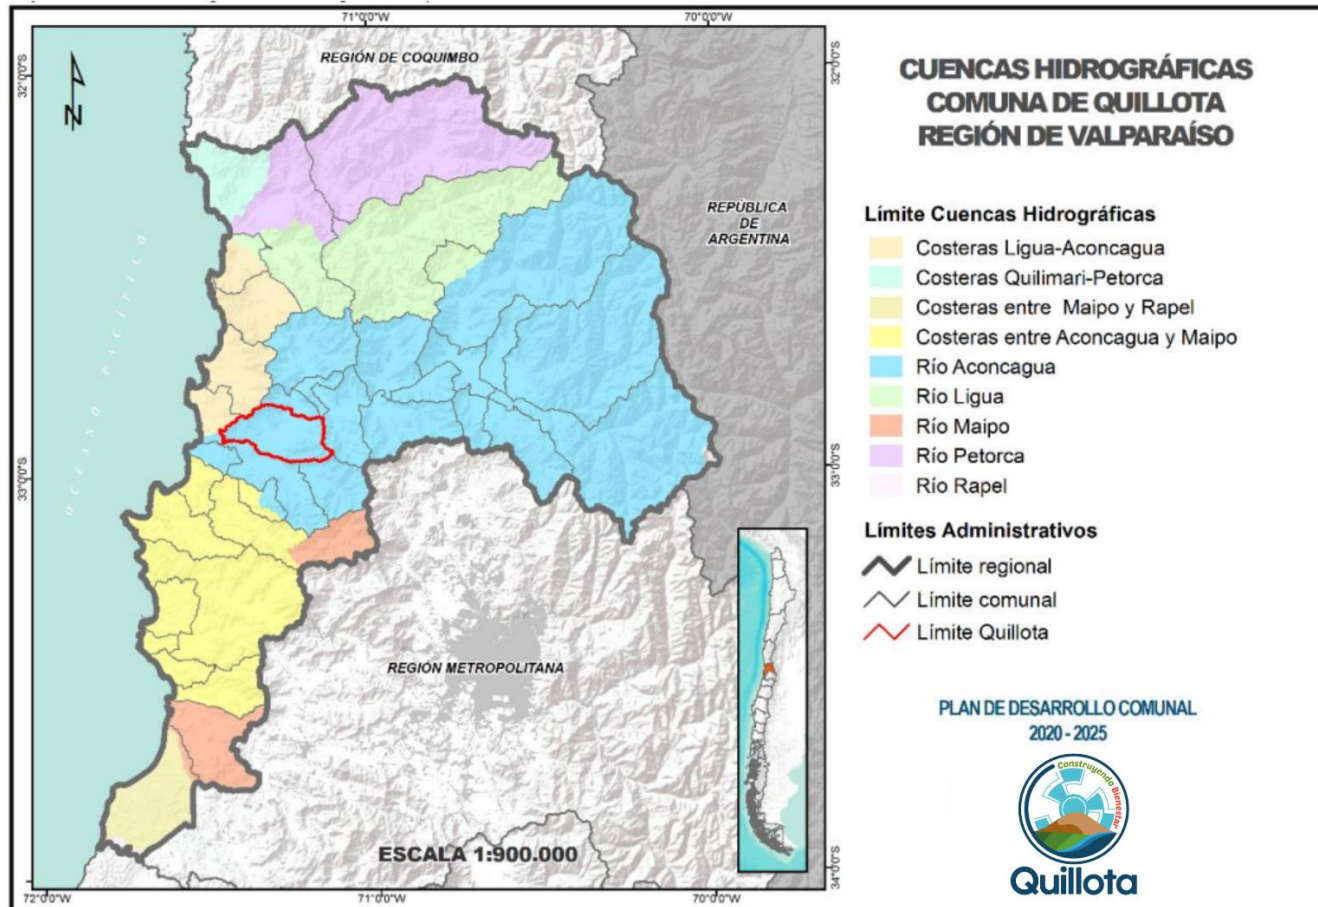 71°0'0"W
70°0'0"W
32°0'0"S
32°0'0"S
REGIÓN DE COQUIMBO
N
CUENCAS HIDROGRÁFICAS
COMUNA DE QUILLOTA
REGIÓN DE VALPARAÍSO
REPÚBLICA
DE
ARGENTINA
OCÉANO PACÍFICO
Límite Cuencas Hidrográficas
Costeras Ligua-Aconcagua
Costeras Quilimari-Petorca
Costeras entre Maipo y Rapel
Costeras entre Aconcagua y Maipo
Río Aconcagua
Río Ligua
Río Maipo
Río Petorca
Río Rapel
33°0'0"S
33°0'0"S
Límites Administrativos
Límite regional
Límite comunal
Límite Quillota
REGIÓN METROPOLITANA
PLAN DE DESARROLLO COMUNAL
2020 - 2025
Construyendo Bienestar
Quillota
ESCALA 1:900.000
34°0'0"S
72°0'0"W
71°0'0"W
70°0'0"W